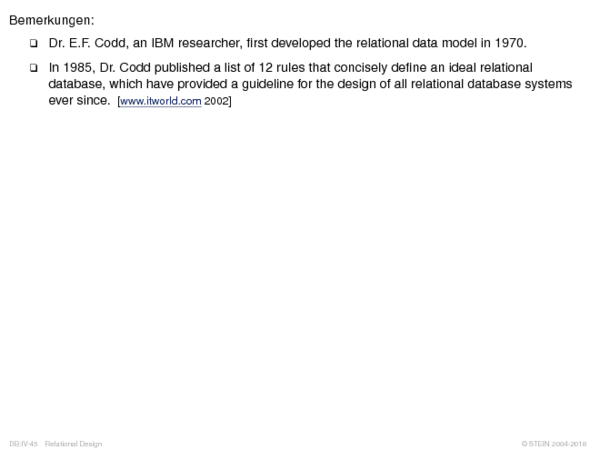 Bemerkungen:
❑ Dr. E.F. Codd, an IBM researcher, first developed the relational data model in 1970.
❑ In 1985, Dr. Codd published a list of 12 rules that concisely define an ideal relational
database, which have provided a guideline for the design of all relational database systems
ever since. [www.itworld.com 2002]
DB:IV-45 Relational Design
© STEIN 2004-2018